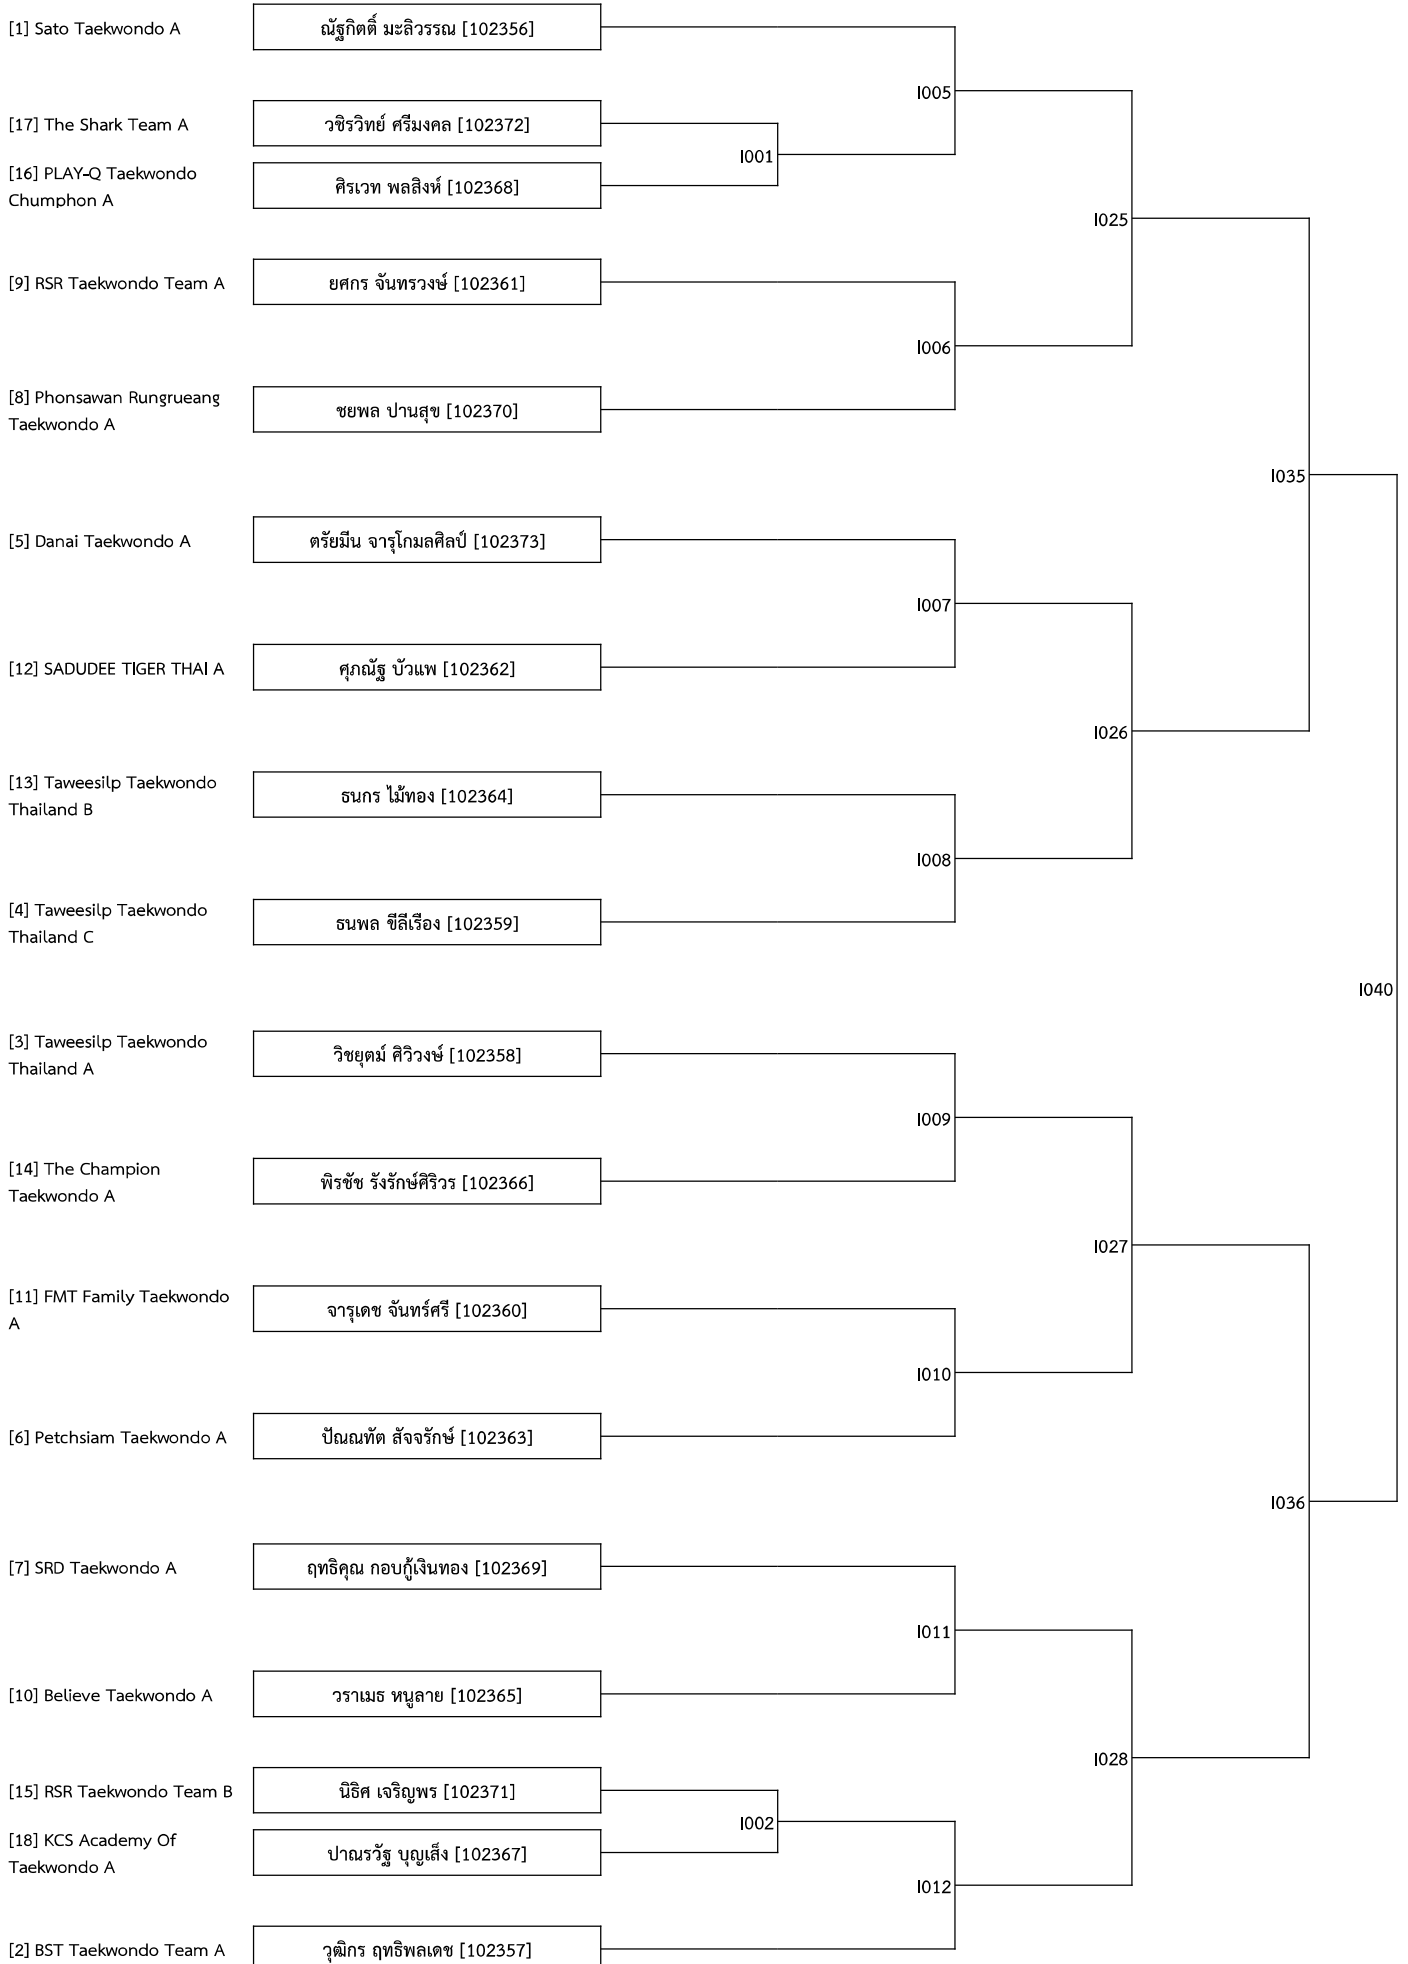 [1] Sato Taekwondo A
ณัฐกิตติ์ มะลิวรรณ [102356]
I005
[17] The Shark Team A
วชิรวิทย์ ศรีมงคล [102372]
I001
[16] PLAY-Q Taekwondo
Chumphon A
ศิรเวท พลสิงห์ [102368]
I025
[9] RSR Taekwondo Team A
ยศกร จันทรวงษ์ [102361]
I006
[8] Phonsawan Rungrueang
Taekwondo A
ชยพล ปานสุข [102370]
I035
[5] Danai Taekwondo A
ตรัยมีน จารุโกมลศิลป์ [102373]
I007
[12] SADUDEE TIGER THAI A
ศุภณัฐ บัวแพ [102362]
I026
[13] Taweesilp Taekwondo
Thailand B
ธนกร ไม้ทอง [102364]
I008
[4] Taweesilp Taekwondo
Thailand C
ธนพล ขีลีเรือง [102359]
I040
[3] Taweesilp Taekwondo
Thailand A
วิชยุตม์ ศิวิวงษ์ [102358]
I009
[14] The Champion
Taekwondo A
พิรชัช รังรักษ์ศิริวร [102366]
I027
[11] FMT Family Taekwondo
A
จารุเดช จันทร์ศรี [102360]
I010
[6] Petchsiam Taekwondo A
ปัณณทัต สัจจรักษ์ [102363]
I036
[7] SRD Taekwondo A
ฤทธิคุณ กอบกู้เงินทอง [102369]
I011
[10] Believe Taekwondo A
วราเมธ หนูลาย [102365]
I028
[15] RSR Taekwondo Team B
นิธิศ เจริญพร [102371]
I002
[18] KCS Academy Of
Taekwondo A
ปาณรวัฐ บุญเส็ง [102367]
I012
[2] BST Taekwondo Team A
วุฒิกร ฤทธิพลเดช [102357]